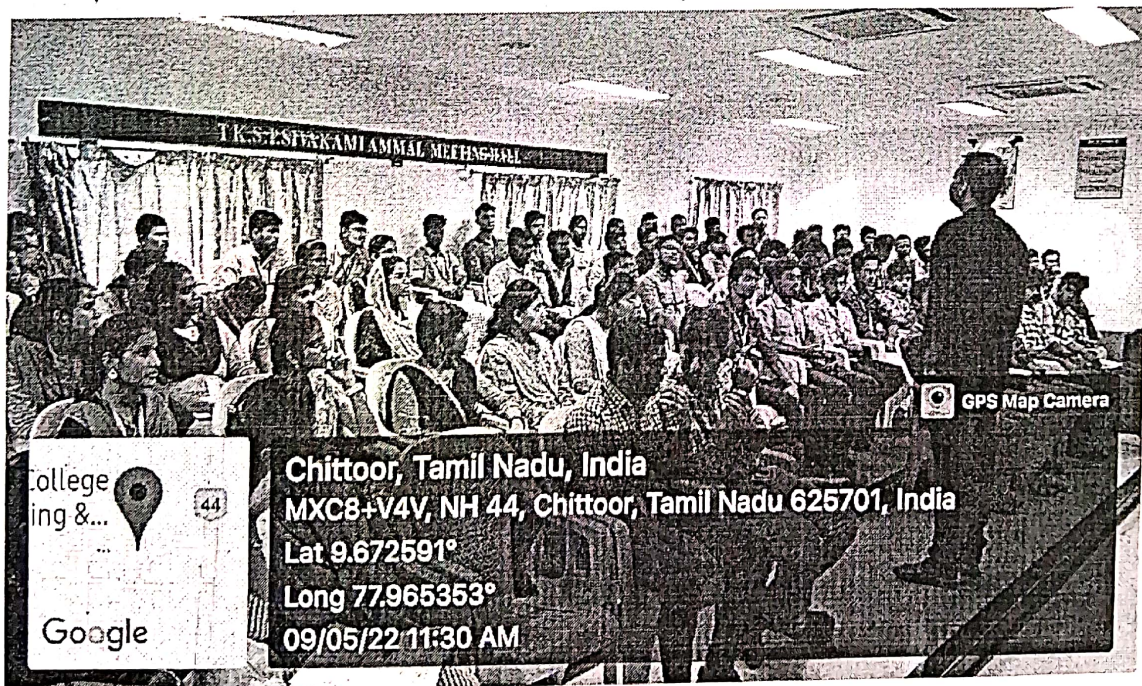 T.K.S.P.SIVAKAMI AMMAL MEETING HALL
GPS Map Camera
College
ing &...
44
Google
Chittoor, Tamil Nadu, India
MXC8+V4V, NH 44, Chittoor, Tamil Nadu 625701, India
Lat 9.672591°
Long 77.965353°
09/05/22 11:30 AM